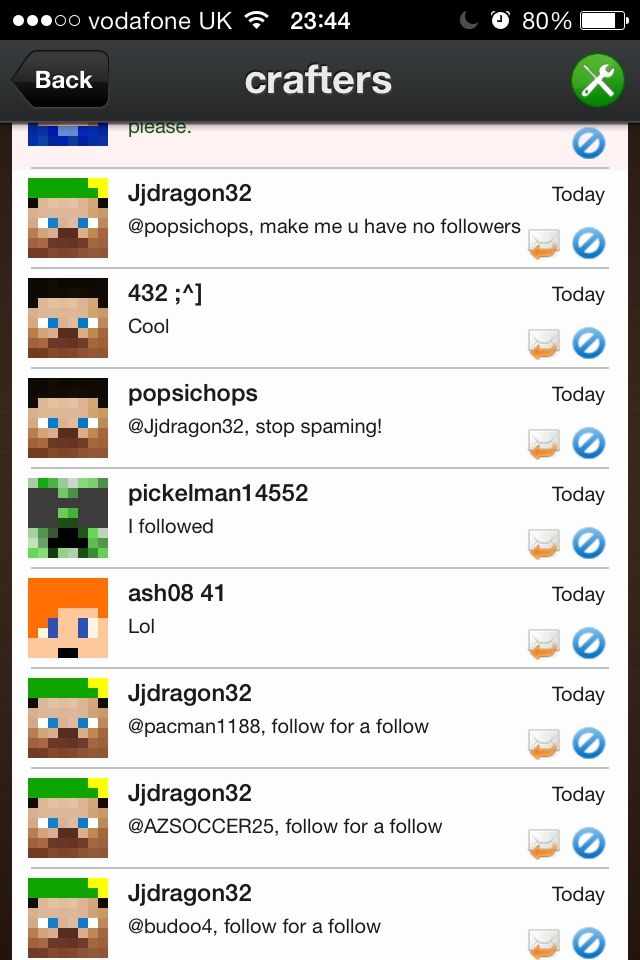 vodafone UK 23:44 80%
Back crafters
please.
Jjdragon32 Today
@popsichops, make me u have no followers
432 ;^] Today
Cool
popsichops Today
@Jjdragon32, stop spaming!
pickelman14552 Today
I followed
ash08 41 Today
Lol
Jjdragon32 Today
@pacman1188, follow for a follow
Jjdragon32 Today
@AZSOCCER25, follow for a follow
Jjdragon32 Today
@budoo4, follow for a follow